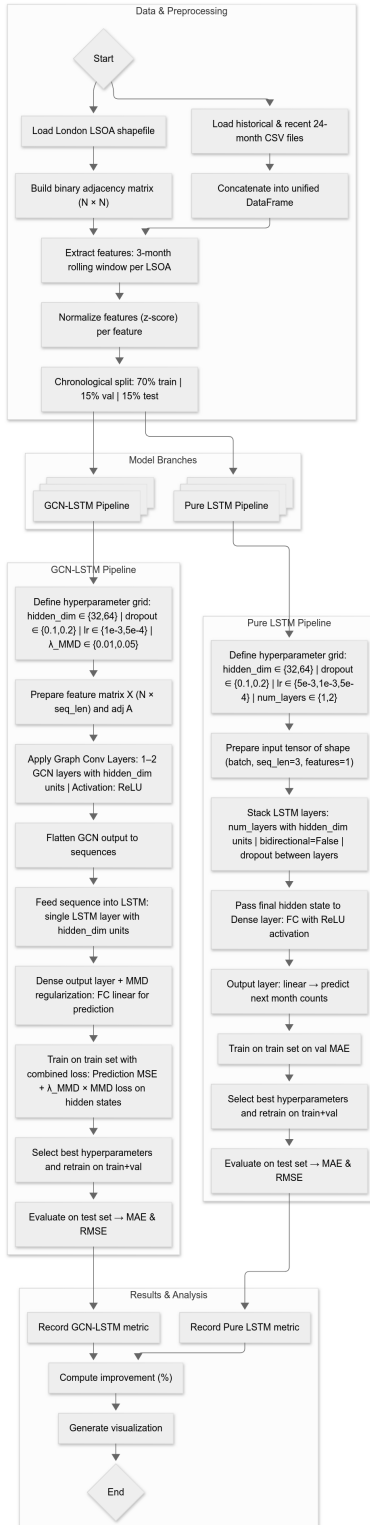 Data & Preprocessing
Start
Load London LSOA shapefile
Load historical & recent 24-
month CSV files
Build binary adjacency matrix
(N × N)
Concatenate into unified
DataFrame
Extract features: 3-month
rolling window per LSOA
Normalize features (z-score)
per feature
Chronological split: 70% train |
15% val | 15% test
Model Branches
GCN-LSTM Pipeline
Pure LSTM Pipeline
GCN-LSTM Pipeline
Define hyperparameter grid:
hidden_dim ∈ {32,64} | dropout
∈ {0.1,0.2} | lr ∈ {1e-3,5e-4} |
λ_MMD ∈ {0.01,0.05}
Prepare feature matrix X (N ×
seq_len) and adj A
Apply Graph Conv Layers: 1–2
GCN layers with hidden_dim
units | Activation: ReLU
Flatten GCN output to
sequences
Feed sequence into LSTM:
single LSTM layer with
hidden_dim units
Dense output layer + MMD
regularization: FC linear for
prediction
Train on train set with
combined loss: Prediction MSE
+ λ_MMD × MMD loss on
hidden states
Select best hyperparameters
and retrain on train+val
Evaluate on test set → MAE &
RMSE
Pure LSTM Pipeline
Define hyperparameter grid:
hidden_dim ∈ {32,64} | dropout
∈ {0.1,0.2} | lr ∈ {5e-3,1e-3,5e-
4} | num_layers ∈ {1,2}
Prepare input tensor of shape
(batch, seq_len=3, features=1)
Stack LSTM layers:
num_layers with hidden_dim
units | bidirectional=False |
dropout between layers
Pass final hidden state to
Dense layer: FC with ReLU
activation
Output layer: linear → predict
next month counts
Train on train set on val MAE
Select best hyperparameters
and retrain on train+val
Evaluate on test set → MAE &
RMSE
Results & Analysis
Record GCN-LSTM metric
Record Pure LSTM metric
Compute improvement (%)
Generate visualization
End